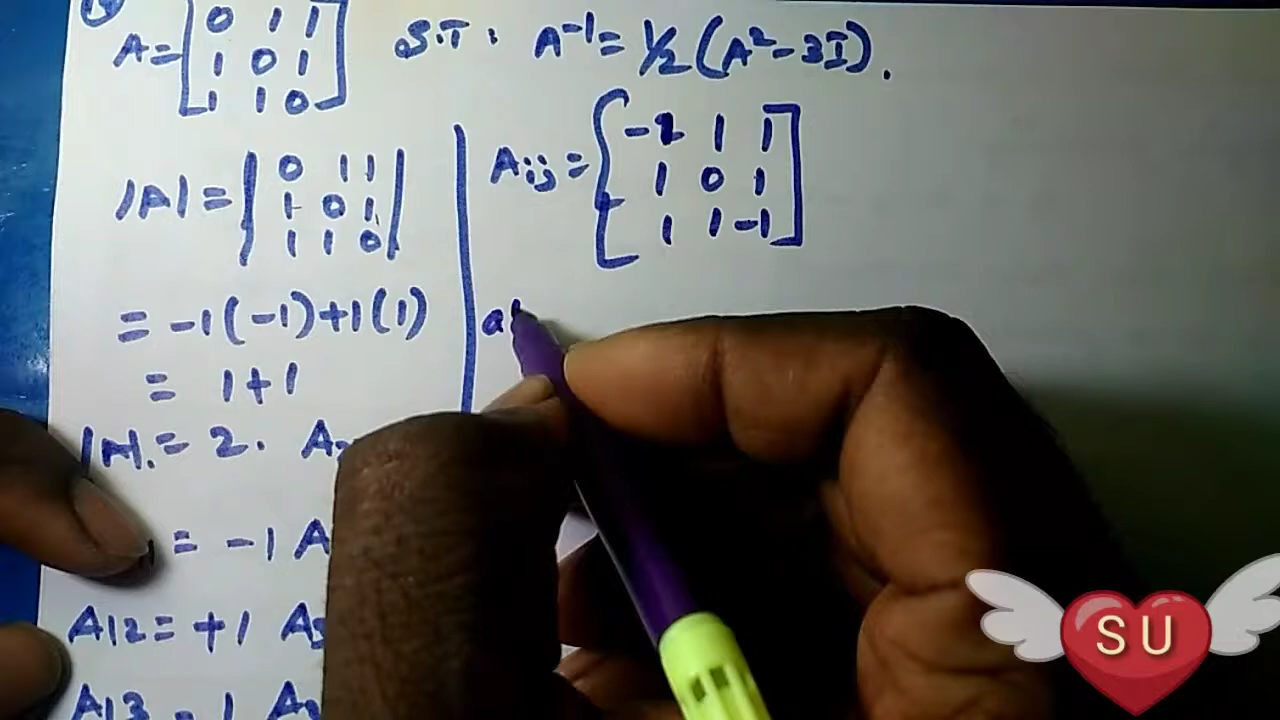 A = [0 1 1
1 0 1
1 1 0]
S.T: A⁻¹ = 1/2 (A² - 3I).
|A| = |0 1 1
1 0 1
1 1 0|
= -1(-1)+1(1)
= 1+1
|A|. = 2.
= -1
A12 = +1
A13 = 1
Aij = [-2 1 1
1 0 1
1 1 -1]
a
SU